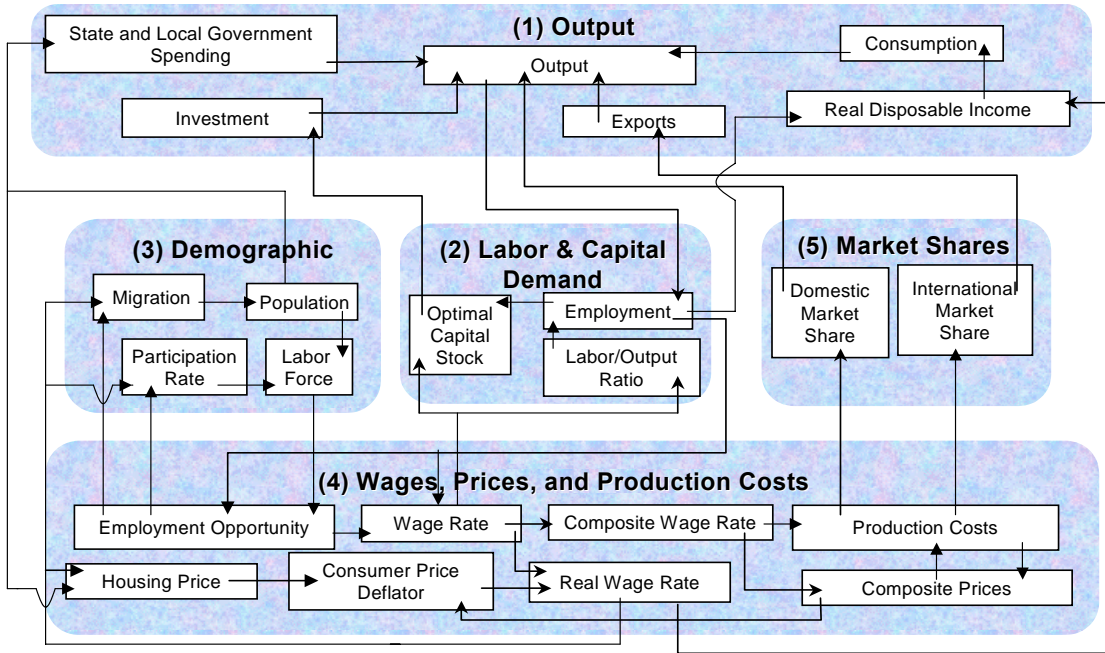 (1) Output
State and Local Government
Spending
Output
Consumption
Investment
Exports
Real Disposable Income
(3) Demographic
Migration
Population
Participation
Rate
Labor
Force
(2) Labor & Capital
Demand
Optimal
Capital
Stock
Employment
Labor/Output
Ratio
(5) Market Shares
Domestic
Market
Share
International
Market
Share
(4) Wages, Prices, and Production Costs
Employment Opportunity
Wage Rate
Composite Wage Rate
Production Costs
Housing Price
Consumer Price
Deflator
Real Wage Rate
Composite Prices